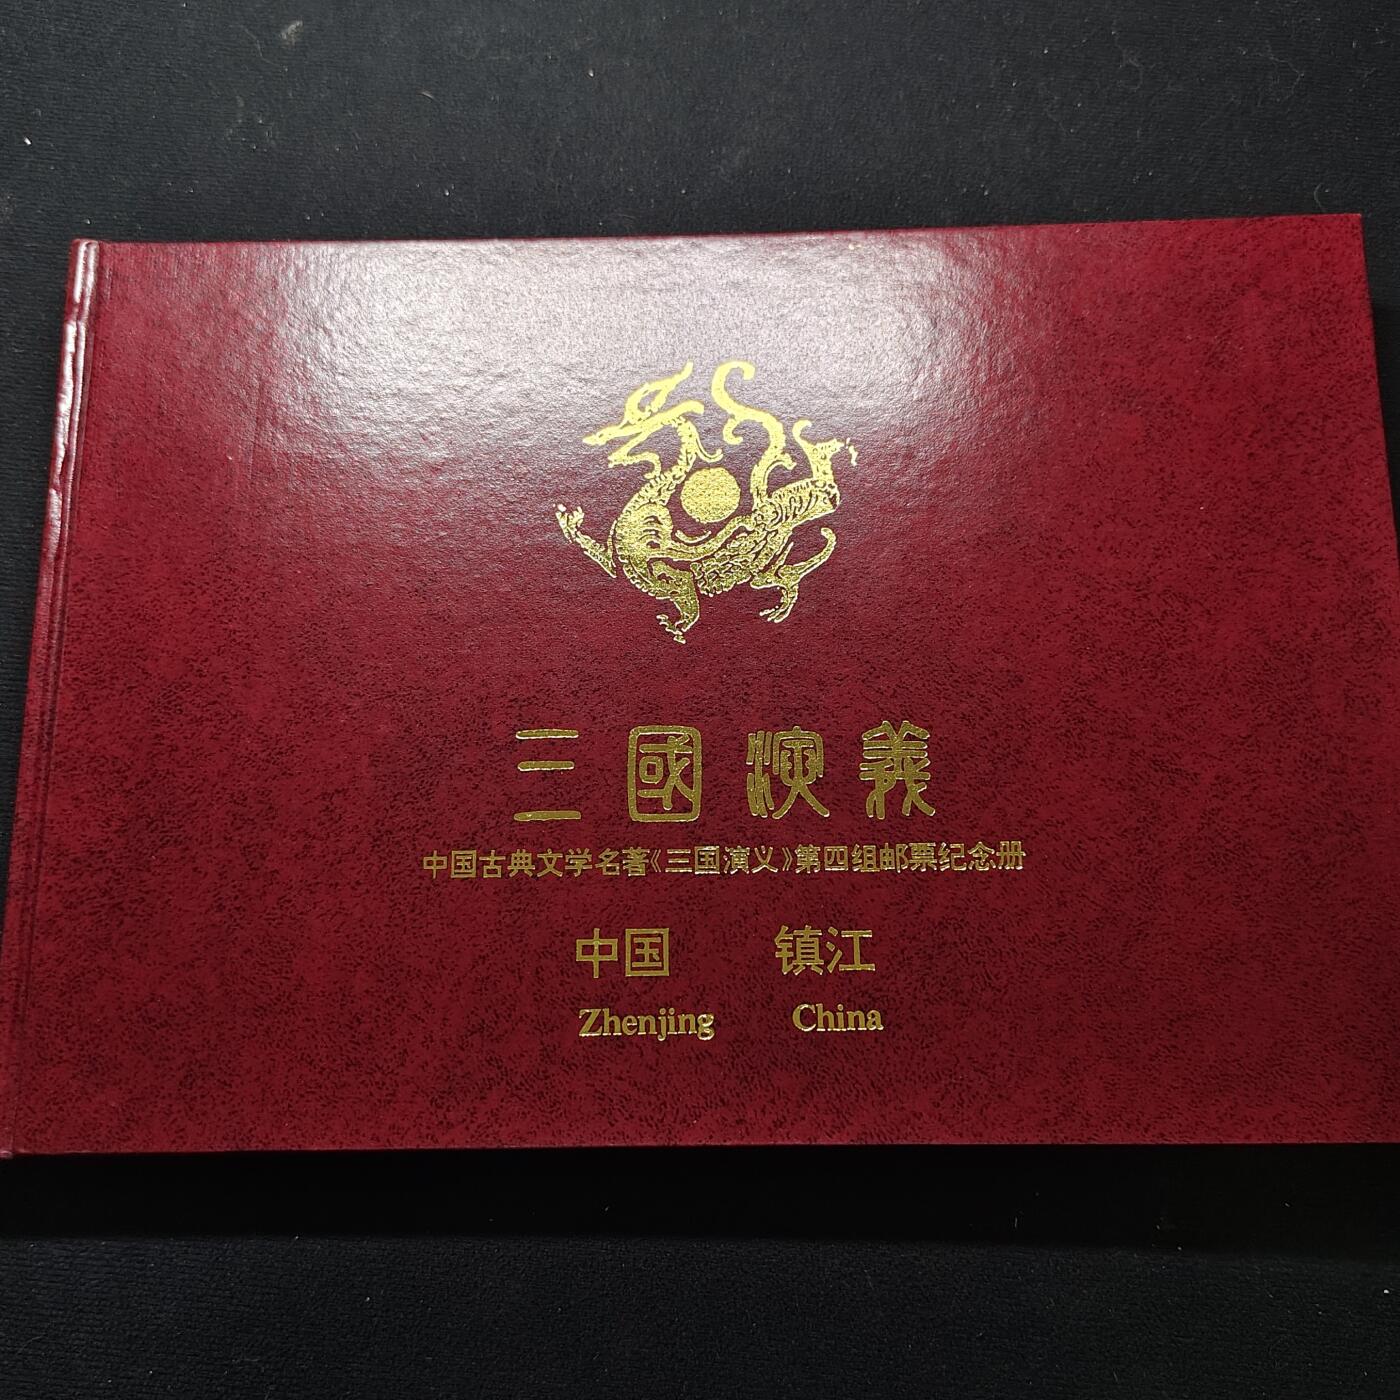 三國演義
中国古典文学名著《三国演义》第四组邮票纪念册
中国 镇江
Zhenjing China